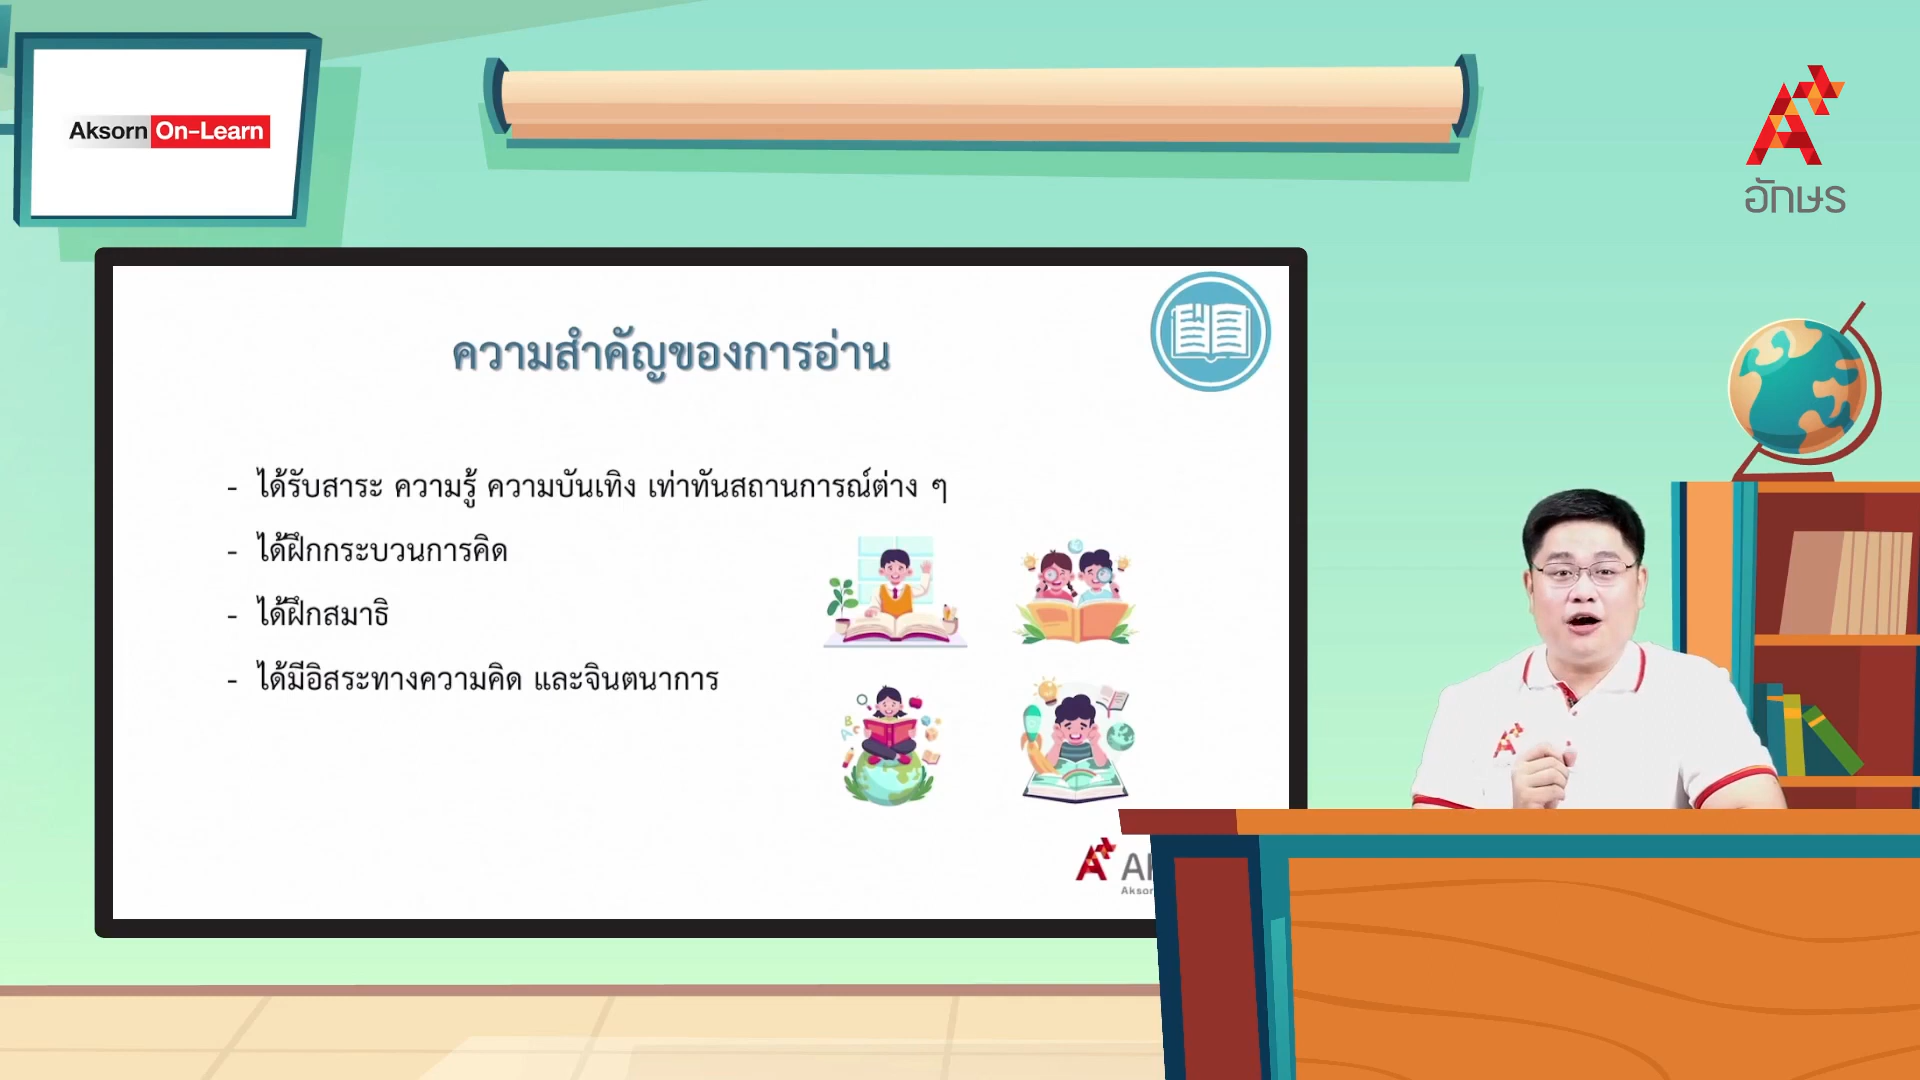 Aksorn On-Learn
อักษร
ความสำคัญของการอ่าน
- ได้รับสาระ ความรู้ ความบันเทิง เท่าทันสถานการณ์ต่าง ๆ
- ได้ฝึกกระบวนการคิด
- ได้ฝึกสมาธิ
- ได้มีอิสระทางความคิด และจินตนาการ